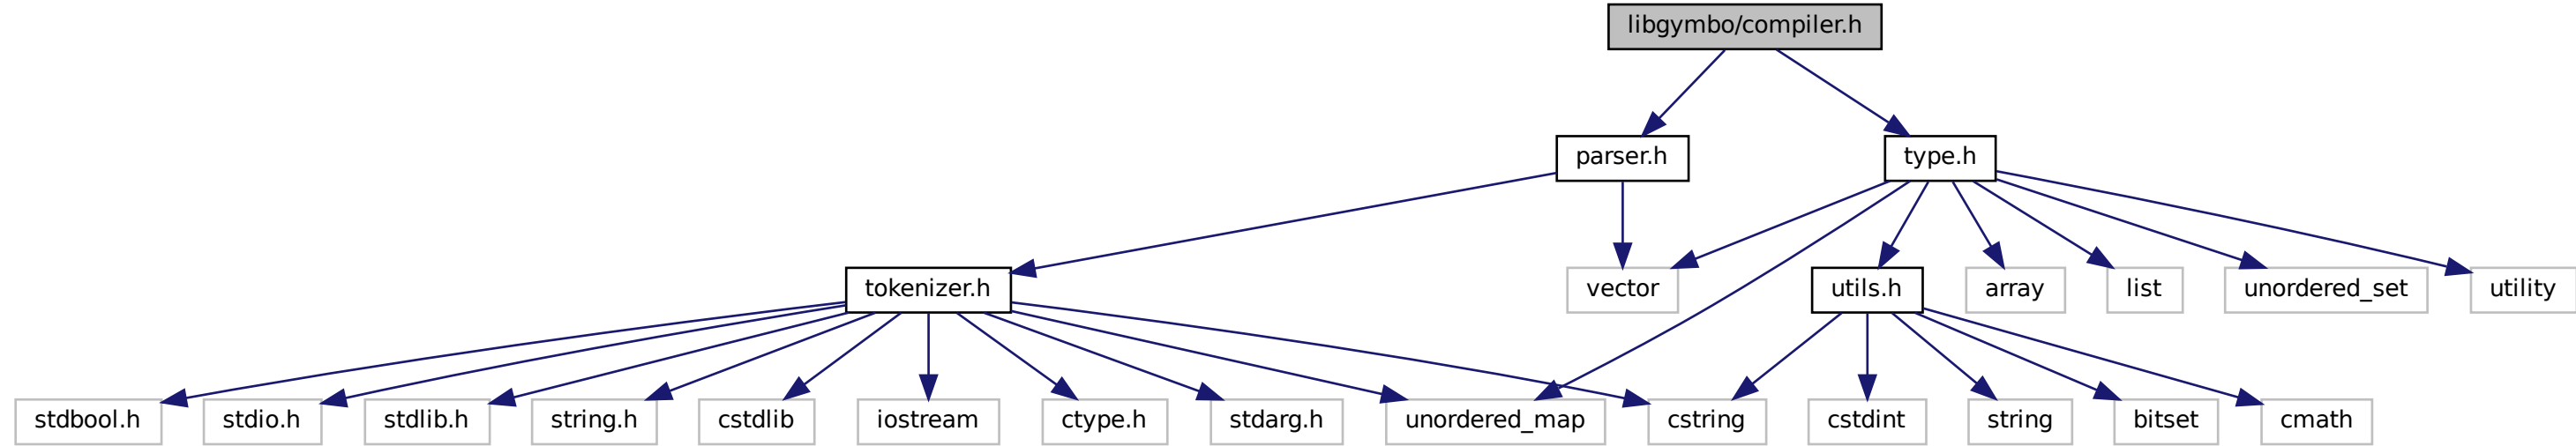 libgymbo/compiler.h
parser.h
type.h
tokenizer.h
vector
utils.h
array
list
unordered_set
utility
stdbool.h
stdio.h
stdlib.h
string.h
cstdlib
iostream
ctype.h
stdarg.h
unordered_map
cstring
cstdint
string
bitset
cmath